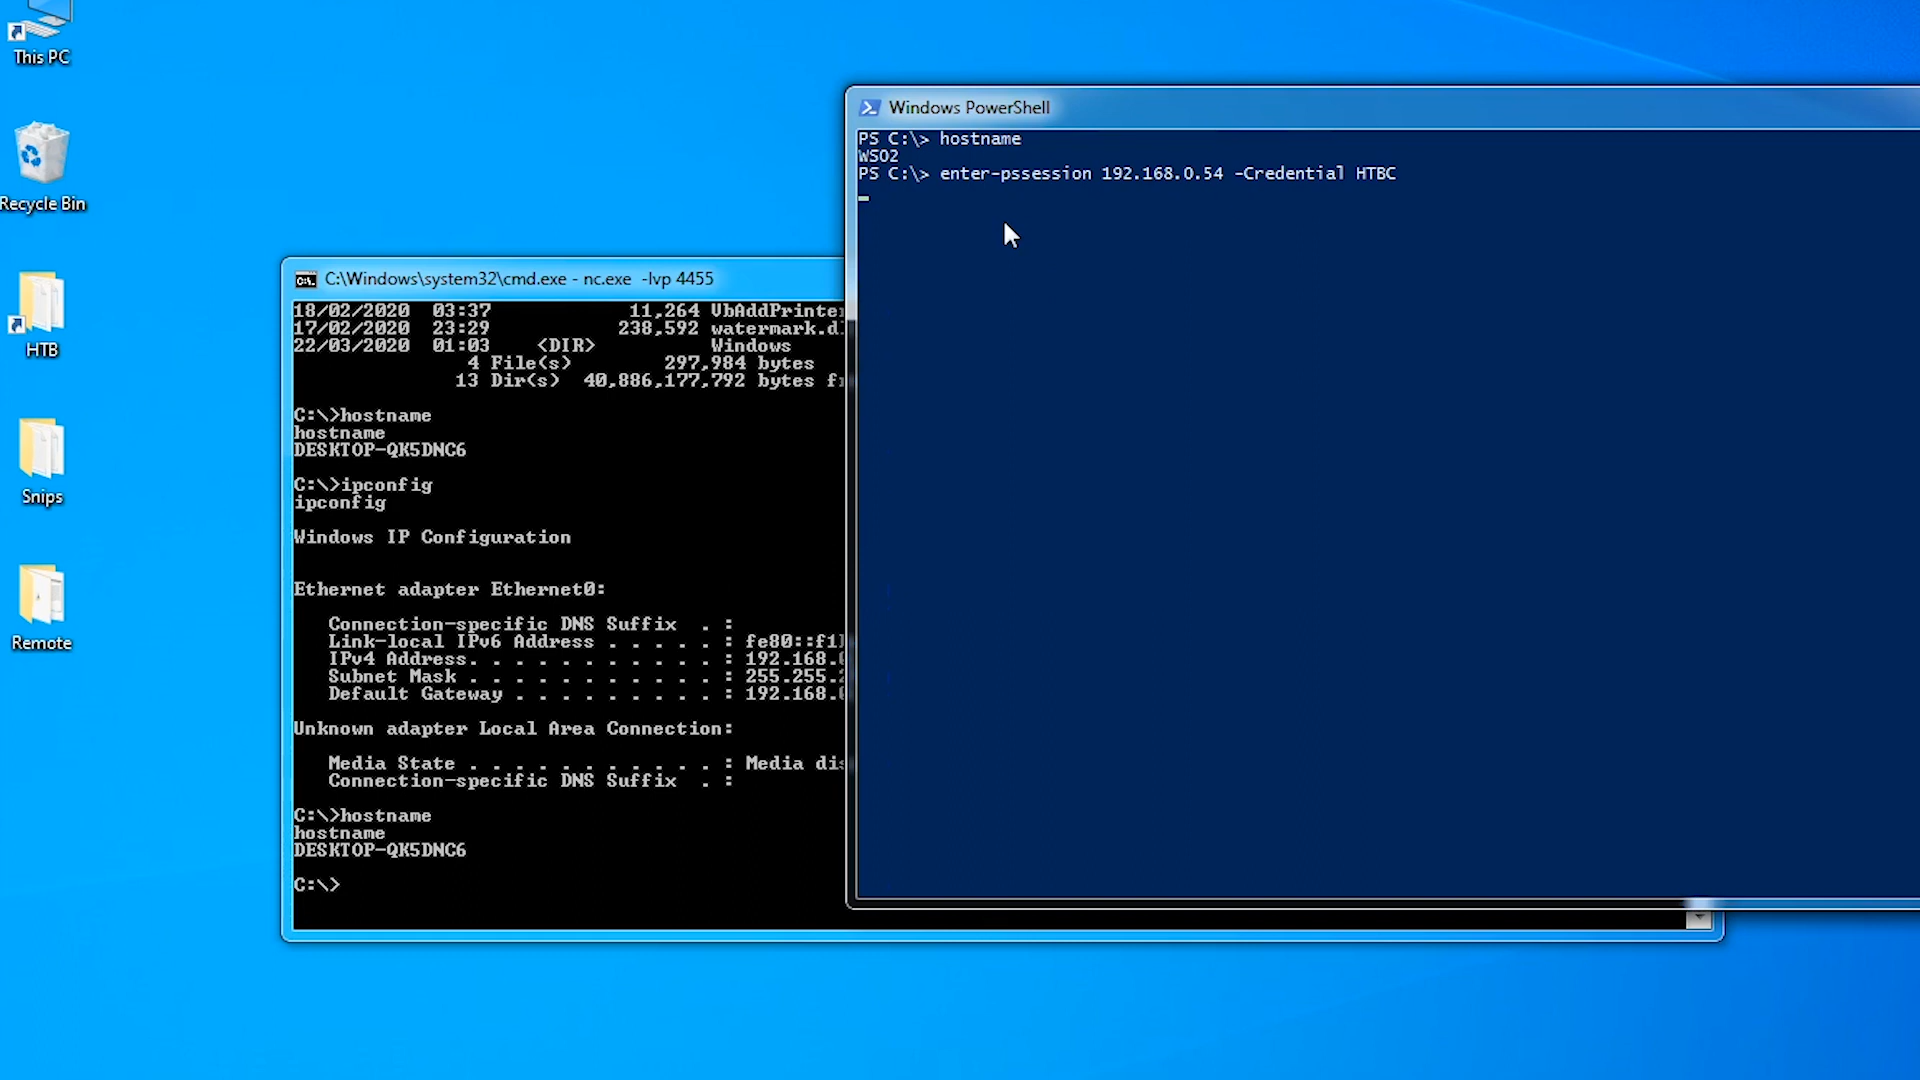 This PC
Recycle Bin
HTB
Snips
Remote
C:\Windows\system32\cmd.exe - nc.exe -lvp 4455
18/02/2020 03:37 11,264 VbAddPrinter
17/02/2020 23:29 238,592 watermark.d
22/03/2020 01:03 <DIR> Windows
4 File(s) 297,984 bytes
13 Dir(s) 40,886,177,792 bytes fr
C:\>hostname
hostname
DESKTOP-QK5DNC6
C:\>ipconfig
ipconfig
Windows IP Configuration
Ethernet adapter Ethernet0:
Connection-specific DNS Suffix . :
Link-local IPv6 Address . . . . . : fe80::f1
IPv4 Address. . . . . . . . . . . : 192.168.
Subnet Mask . . . . . . . . . . . : 255.255.
Default Gateway . . . . . . . . . : 192.168.
Unknown adapter Local Area Connection:
Media State . . . . . . . . . . . : Media dis
Connection-specific DNS Suffix . :
C:\>hostname
hostname
DESKTOP-QK5DNC6
C:\>
Windows PowerShell
PS C:\> hostname
WSO2
PS C:\> enter-pssession 192.168.0.54 -Credential HTBC